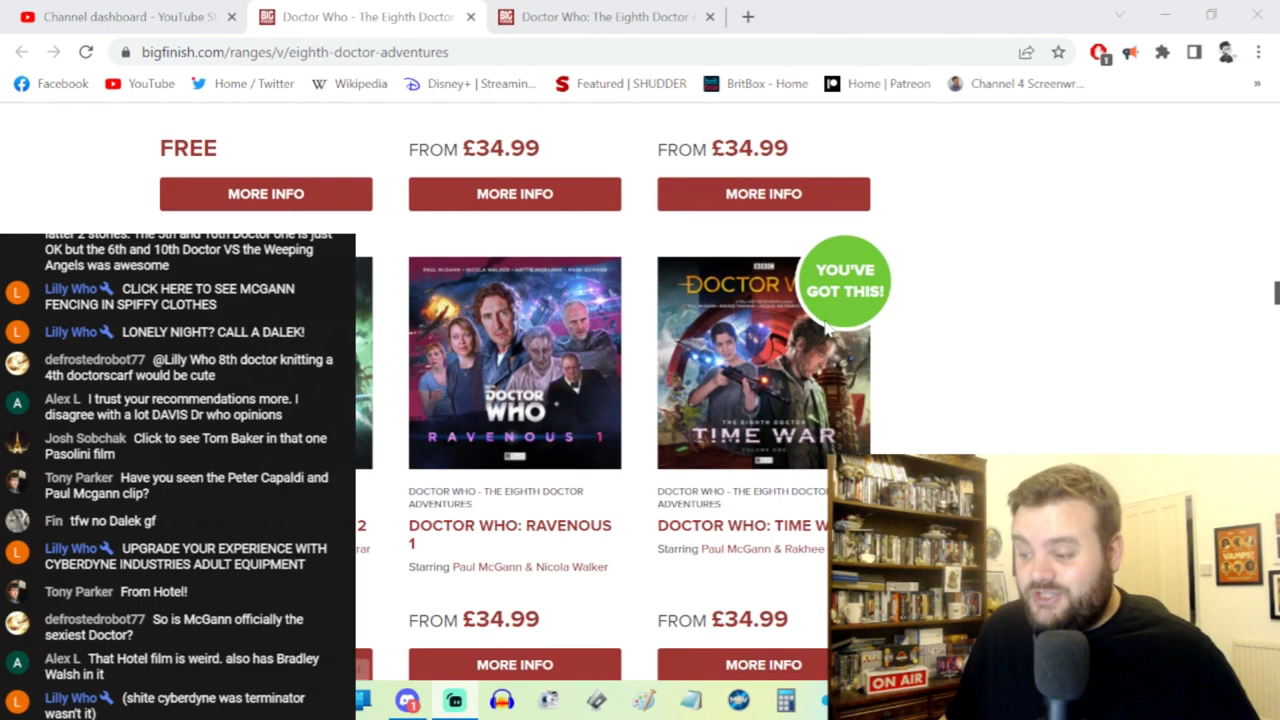 Channel dashboard - YouTube St
Doctor Who - The Eighth Doctor
Doctor Who: The Eighth Doctor A
bigfinish.com/ranges/v/eighth-doctor-adventures
Facebook
YouTube
Home / Twitter
Wikipedia
Disney+ | Streamin...
Featured | SHUDDER
BritBox - Home
Home | Patreon
Channel 4 Screenwr...
»
FREE
FROM £34.99
FROM £34.99
MORE INFO
MORE INFO
MORE INFO
latter 2 stories. The 5th and 10th Doctor one is just
OK but the 6th and 10th Doctor VS the Weeping
Angels was awesome
Lilly Who CLICK HERE TO SEE MCGANN
FENCING IN SPIFFY CLOTHES
Lilly Who LONELY NIGHT? CALL A DALEK!
defrostedrobot77 @Lilly Who 8th doctor knitting a
4th doctorscarf would be cute
Alex L I trust your recommendations more. I
disagree with a lot DAVIS Dr who opinions
Josh Sobchak Click to see Tom Baker in that one
Pasolini film
Tony Parker Have you seen the Peter Capaldi and
Paul Mcgann clip?
Fin tfw no Dalek gf
Lilly Who UPGRADE YOUR EXPERIENCE WITH
CYBERDYNE INDUSTRIES ADULT EQUIPMENT
Tony Parker From Hotel!
defrostedrobot77 So is McGann officially the
sexiest Doctor?
Alex L That Hotel film is weird. also has Bradley
Walsh in it
Lilly Who (shite cyberdyne was terminator
wasn't it)
PAUL McGANN
NICOLA WALKER
DOCTOR
WHO
RAVENOUS 1
BBC
DOCTOR W
THE EIGHTH DOCTOR
TIME WAR
VOLUME ONE
YOU'VE
GOT THIS!
DOCTOR WHO - THE EIGHTH DOCTOR
ADVENTURES
DOCTOR WHO: RAVENOUS
1
Starring Paul McGann & Nicola Walker
FROM £34.99
MORE INFO
DOCTOR WHO - THE EIGHTH DOCTO
ADVENTURES
DOCTOR WHO: TIME W
Starring Paul McGann & Rakhee
FROM £34.99
MORE INFO
2
rar
VAMPS!
ON AIR